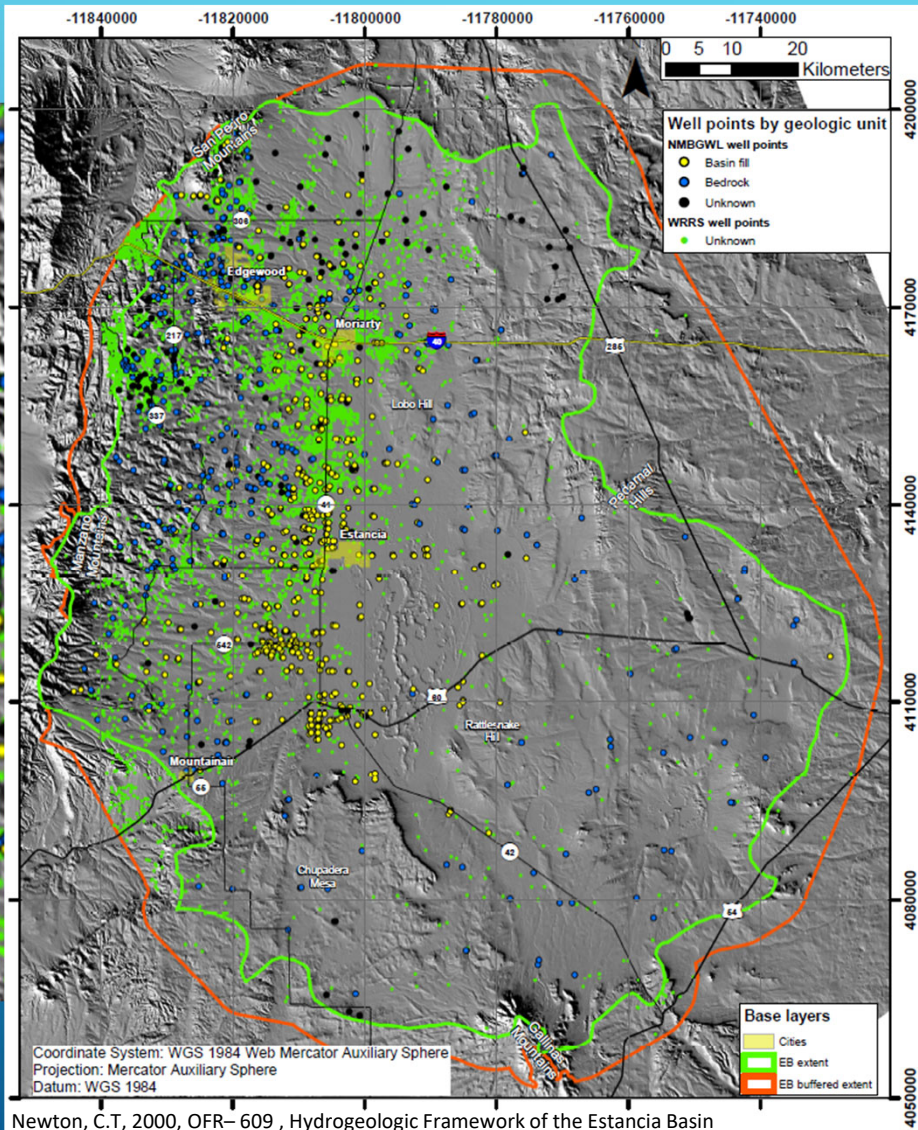 -11840000 -11820000 -11800000 -11780000 -11760000 -11740000
0 5 10 20
Kilometers
Well points by geologic unit
NMBGWL well points
Basin fill
Bedrock
Unknown
WRRS well points
Unknown
4200000
San Pedro
Mountains
306
Edgewood
4170000
Moriarty
217
40
285
Lobo Hill
337
Pedernal
Hills
41
4140000
Estancia
Manzano
Mountains
542
60
4110000
Rattlesnake
Hill
Mountainair
55
42
Chupadera
Mesa
54
4080000
Gallinas
Mountains
Base layers
Cities
EB extent
EB buffered extent
4050000
Coordinate System: WGS 1984 Web Mercator Auxiliary Sphere
Projection: Mercator Auxiliary Sphere
Datum: WGS 1984
Newton, C.T, 2000, OFR– 609 , Hydrogeologic Framework of the Estancia Basin